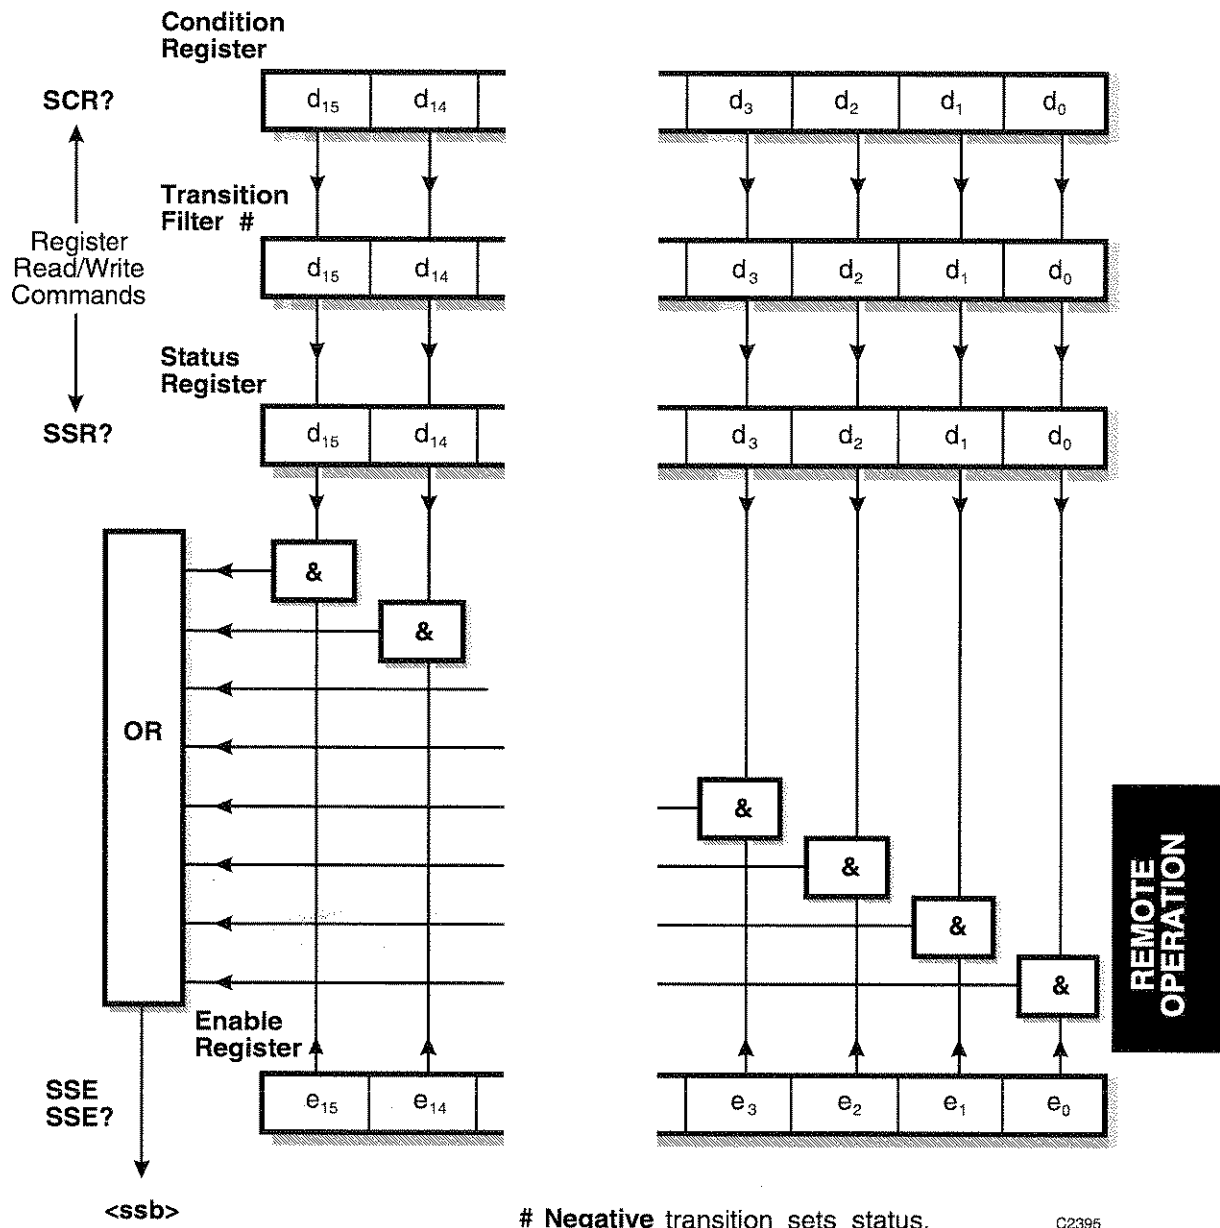 Condition
Register
SCR?
d15 d14 d3 d2 d1 d0
Transition
Filter #
Register
Read/Write
Commands
d15 d14 d3 d2 d1 d0
Status
Register
SSR?
d15 d14 d3 d2 d1 d0
&
&
OR
&
&
&
&
REMOTE
OPERATION
Enable
Register
SSE
SSE?
e15 e14 e3 e2 e1 e0
<ssb>
# Negative transition sets status.
C2395